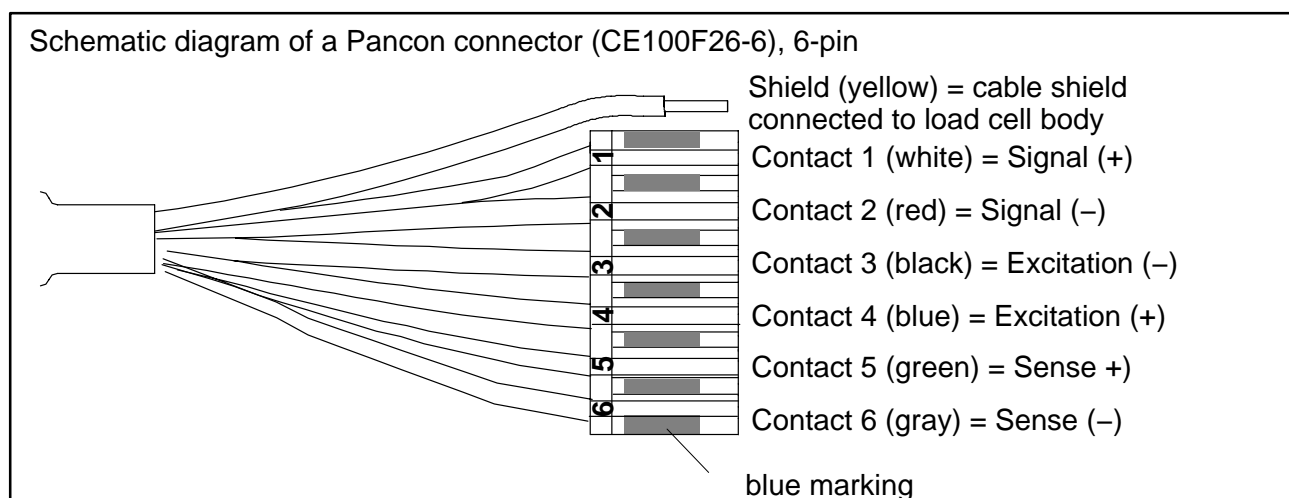 Schematic diagram of a Pancon connector (CE100F26-6), 6-pin
Shield (yellow) = cable shield
connected to load cell body
1
Contact 1 (white) = Signal (+)
2
Contact 2 (red) = Signal (−)
3
Contact 3 (black) = Excitation (−)
4
Contact 4 (blue) = Excitation (+)
5
Contact 5 (green) = Sense +)
6
Contact 6 (gray) = Sense (−)
blue marking